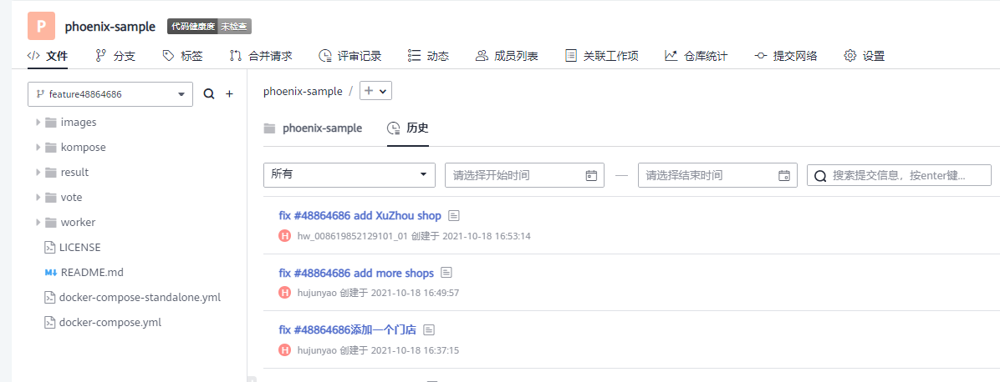 P phoenix-sample 代码健康度 未检查
文件 分支 标签 合并请求 评审记录 动态 成员列表 关联工作项 仓库统计 提交网络 设置
feature48864686
phoenix-sample /
images
kompose
result
vote
worker
LICENSE
README.md
docker-compose-standalone.yml
docker-compose.yml
phoenix-sample 历史
所有 请选择开始时间 — 请选择结束时间 搜索提交信息，按enter键...
fix #48864686 add XuZhou shop
H hw_008619852129101_01 创建于 2021-10-18 16:53:14
fix #48864686 add more shops
H hujunyao 创建于 2021-10-18 16:49:57
fix #48864686添加一个门店
H hujunyao 创建于 2021-10-18 16:37:15